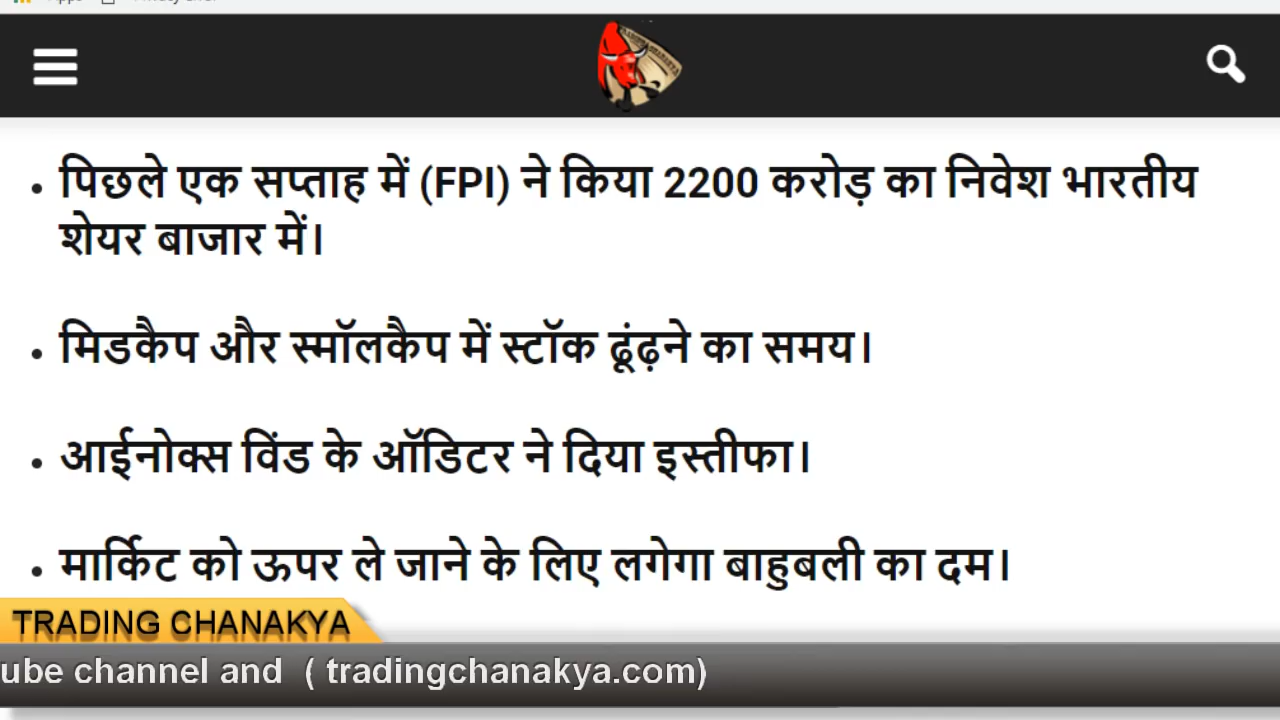 पिछले एक सप्ताह में (FPI) ने किया 2200 करोड़ का निवेश भारतीय
शेयर बाजार में।
मिडकैप और स्मॉलकैप में स्टॉक ढूंढ़ने का समय।
आईनोक्स विंड के ऑडिटर ने दिया इस्तीफा।
मार्किट को ऊपर ले जाने के लिए लगेगा बाहुबली का दम।
TRADING CHANAKYA
ube channel and ( tradingchanakya.com)